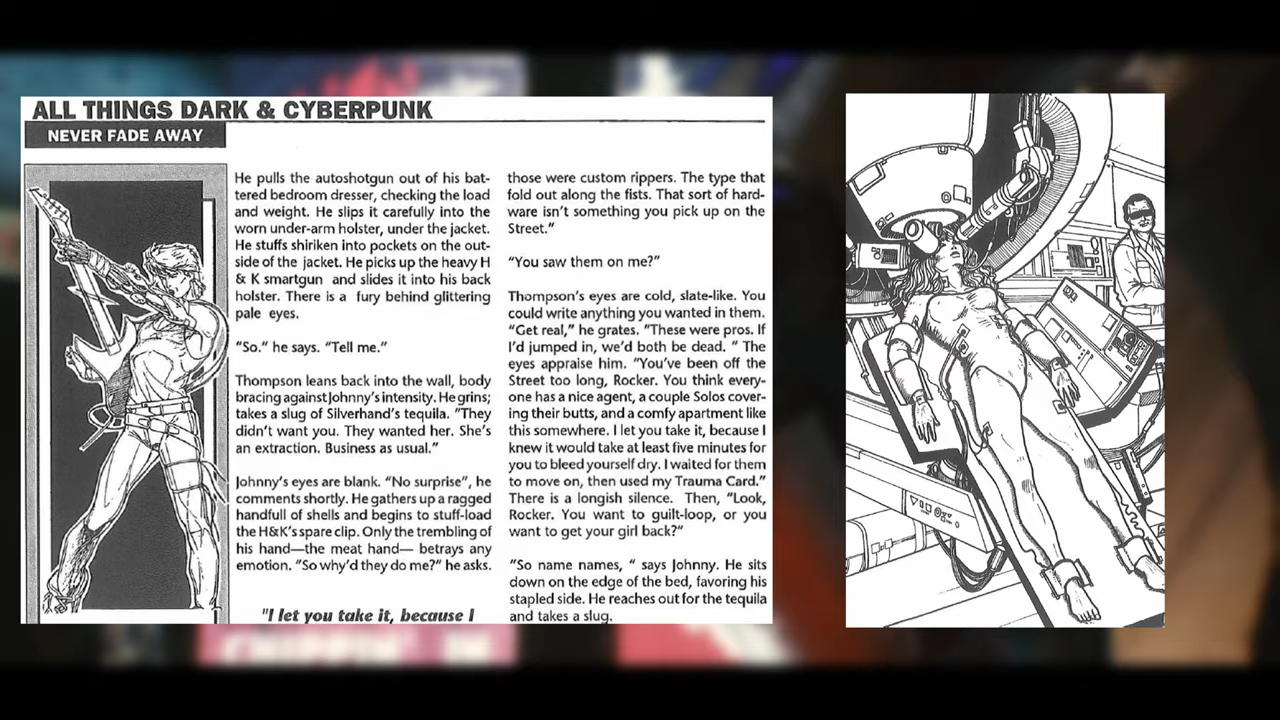 ALL THINGS DARK & CYBERPUNK
NEVER FADE AWAY
He pulls the autoshotgun out of his bat-
tered bedroom dresser, checking the load
and weight. He slips it carefully into the
worn under-arm holster, under the jacket.
He stuffs shiriken into pockets on the out-
side of the jacket. He picks up the heavy H
& K smartgun and slides it into his back
holster. There is a fury behind glittering
pale eyes.
"So." he says. "Tell me."
Thompson leans back into the wall, body
bracing against Johnny's intensity. He grins;
takes a slug of Silverhand's tequila. "They
didn't want you. They wanted her. She's
an extraction. Business as usual."
Johnny's eyes are blank. "No surprise", he
comments shortly. He gathers up a ragged
handfull of shells and begins to stuff-load
the H&K's spare clip. Only the trembling of
his hand—the meat hand— betrays any
emotion. "So why'd they do me?" he asks.
"I let you take it, because I
those were custom rippers. The type that
fold out along the fists. That sort of hard-
ware isn't something you pick up on the
Street."
"You saw them on me?"
Thompson's eyes are cold, slate-like. You
could write anything you wanted in them.
"Get real," he grates. "These were pros. If
I'd jumped in, we'd both be dead. " The
eyes appraise him. "You've been off the
Street too long, Rocker. You think every-
one has a nice agent, a couple Solos cover-
ing their butts, and a comfy apartment like
this somewhere. I let you take it, because I
knew it would take at least five minutes for
you to bleed yourself dry. I waited for them
to move on, then used my Trauma Card."
There is a longish silence. Then, "Look,
Rocker. You want to guilt-loop, or you
want to get your girl back?"
"So name names, " says Johnny. He sits
down on the edge of the bed, favoring his
stapled side. He reaches out for the tequila
and takes a slug.